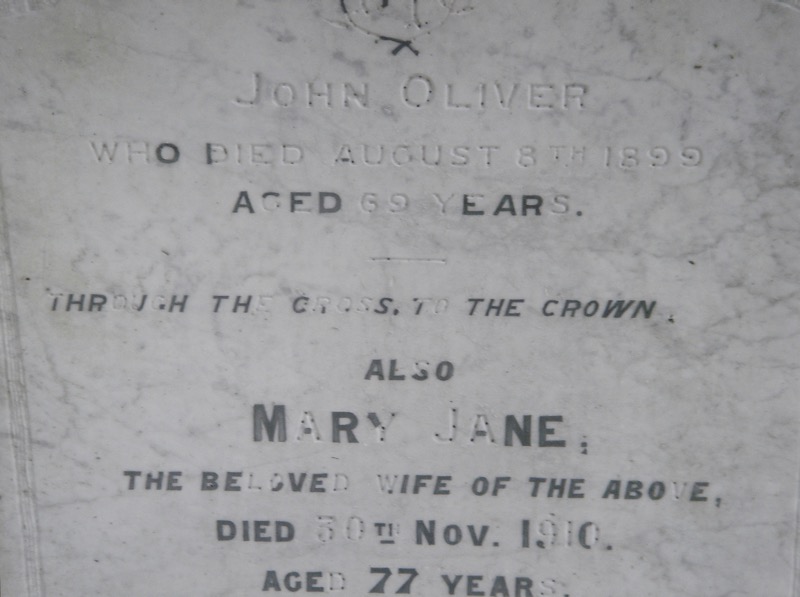 JOHN OLIVER
WHO DIED AUGUST 8TH 1899
AGED 69 YEARS.
THROUGH THE CROSS, TO THE CROWN.
ALSO
MARY JANE,
THE BELOVED WIFE OF THE ABOVE,
DIED 30TH NOV. 1910.
AGED 77 YEARS.